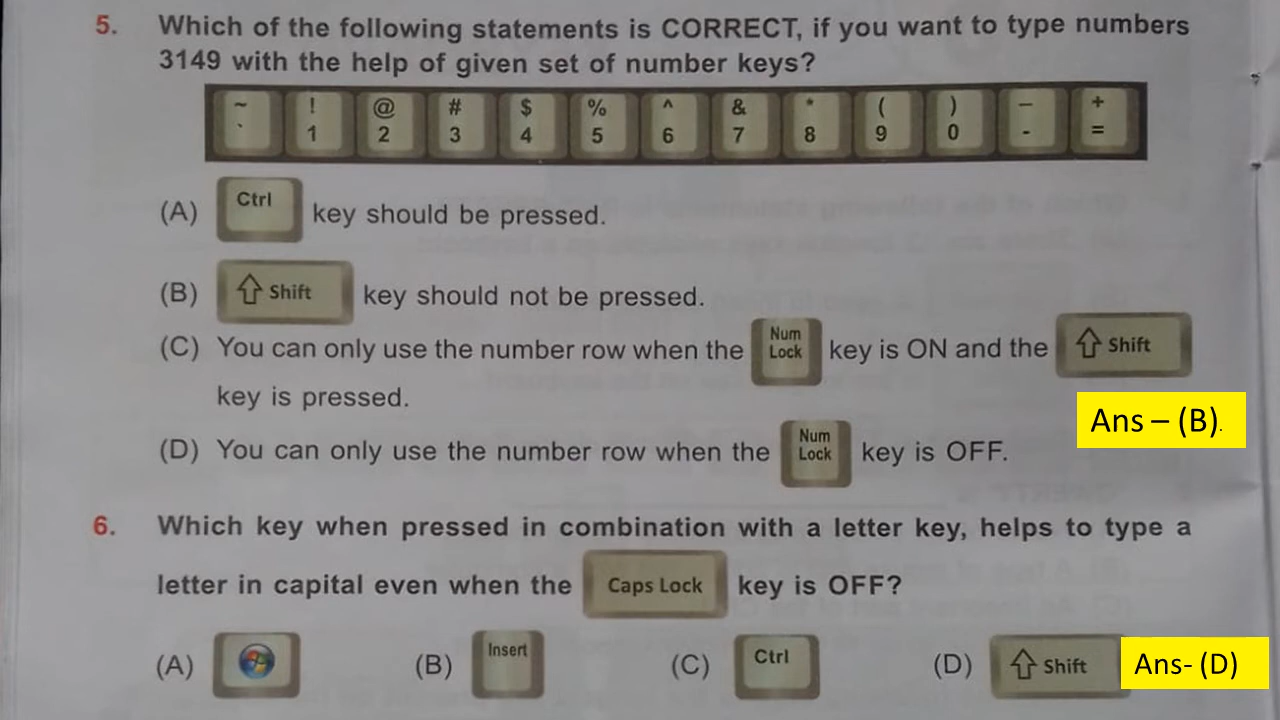 5. Which of the following statements is CORRECT, if you want to type numbers
3149 with the help of given set of number keys?
~ ! @ # $ % ^ & * ( ) — +
` 1 2 3 4 5 6 7 8 9 0 - =
(A) Ctrl key should be pressed.
(B) Shift key should not be pressed.
(C) You can only use the number row when the Num Lock key is ON and the Shift
key is pressed.
Ans – (B).
(D) You can only use the number row when the Num Lock key is OFF.
6. Which key when pressed in combination with a letter key, helps to type a
letter in capital even when the Caps Lock key is OFF?
(A) (B) Insert (C) Ctrl (D) Shift Ans- (D)